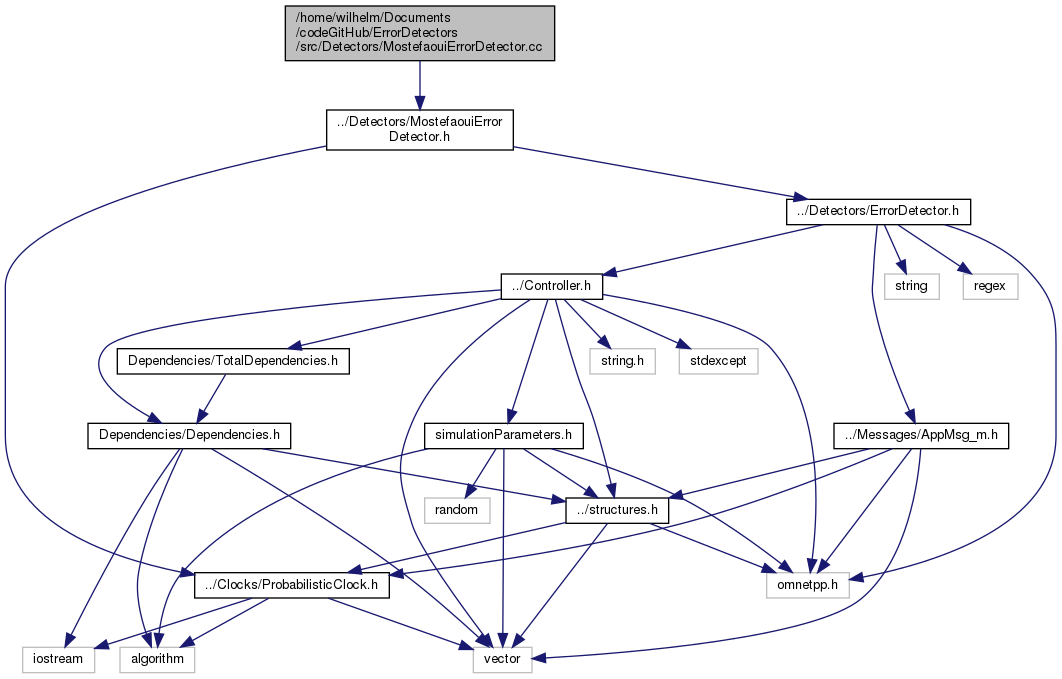 /home/wilhelm/Documents
/codeGitHub/ErrorDetectors
/src/Detectors/MostefaouiErrorDetector.cc
../Detectors/MostefaouiError
Detector.h
../Detectors/ErrorDetector.h
../Controller.h
string
regex
Dependencies/TotalDependencies.h
string.h
stdexcept
Dependencies/Dependencies.h
simulationParameters.h
../Messages/AppMsg_m.h
random
../structures.h
../Clocks/ProbabilisticClock.h
omnetpp.h
iostream
algorithm
vector